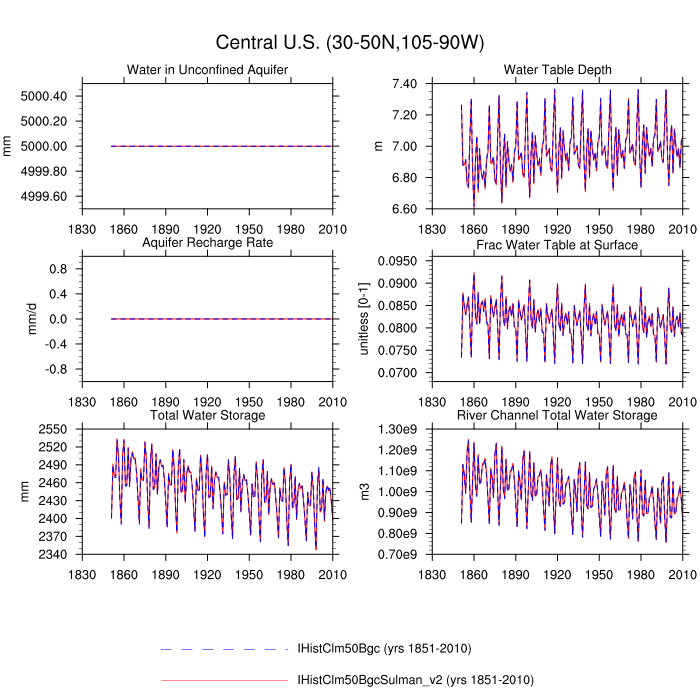 Central U.S. (30-50N,105-90W)
Water in Unconfined Aquifer
5000.40
5000.20
5000.00
4999.80
4999.60
mm
1830 1860 1890 1920 1950 1980 2010
Water Table Depth
7.40
7.20
7.00
6.80
6.60
m
1830 1860 1890 1920 1950 1980 2010
Aquifer Recharge Rate
0.8
0.4
0.0
-0.4
-0.8
mm/d
1830 1860 1890 1920 1950 1980 2010
Frac Water Table at Surface
0.0950
0.0900
0.0850
0.0800
0.0750
0.0700
unitless [0-1]
1830 1860 1890 1920 1950 1980 2010
Total Water Storage
2550
2520
2490
2460
2430
2400
2370
2340
mm
1830 1860 1890 1920 1950 1980 2010
River Channel Total Water Storage
1.30e9
1.20e9
1.10e9
1.00e9
0.90e9
0.80e9
0.70e9
m3
1830 1860 1890 1920 1950 1980 2010
IHistClm50Bgc (yrs 1851-2010)
IHistClm50BgcSulman_v2 (yrs 1851-2010)